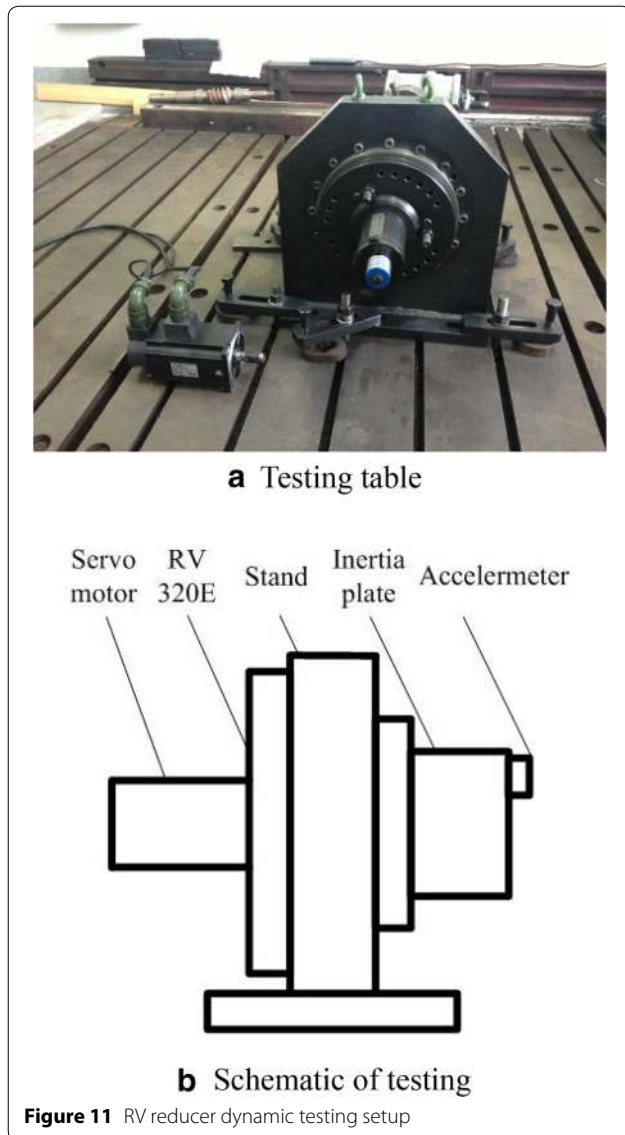 a Testing table
Servo motor
RV 320E
Stand
Inertia plate
Accelermeter
b Schematic of testing
Figure 11 RV reducer dynamic testing setup